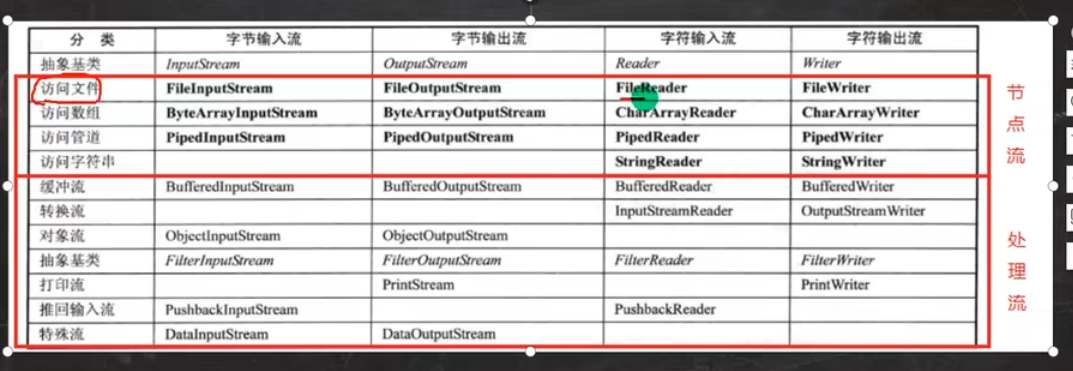 分 类 字节输入流 字节输出流 字符输入流 字符输出流
抽象基类 InputStream OutputStream Reader Writer
访问文件 FileInputStream FileOutputStream FileReader FileWriter
访问数组 ByteArrayInputStream ByteArrayOutputStream CharArrayReader CharArrayWriter
访问管道 PipedInputStream PipedOutputStream PipedReader PipedWriter
访问字符串 StringReader StringWriter
缓冲流 BufferedInputStream BufferedOutputStream BufferedReader BufferedWriter
转换流 InputStreamReader OutputStreamWriter
对象流 ObjectInputStream ObjectOutputStream
抽象基类 FilterInputStream FilterOutputStream FilterReader FilterWriter
打印流 PrintStream PrintWriter
推回输入流 PushbackInputStream PushbackReader
特殊流 DataInputStream DataOutputStream
节点流
处理流